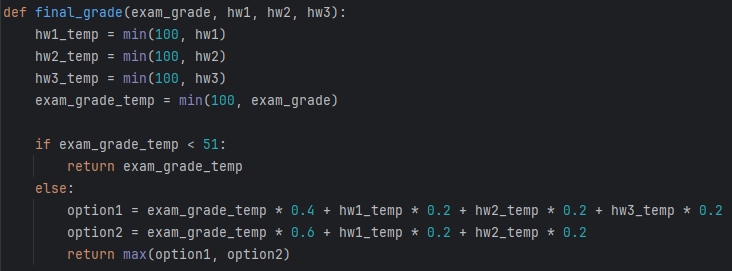 def final_grade(exam_grade, hw1, hw2, hw3):
    hw1_temp = min(100, hw1)
    hw2_temp = min(100, hw2)
    hw3_temp = min(100, hw3)
    exam_grade_temp = min(100, exam_grade)

    if exam_grade_temp < 51:
        return exam_grade_temp
    else:
        option1 = exam_grade_temp * 0.4 + hw1_temp * 0.2 + hw2_temp * 0.2 + hw3_temp * 0.2
        option2 = exam_grade_temp * 0.6 + hw1_temp * 0.2 + hw2_temp * 0.2
        return max(option1, option2)